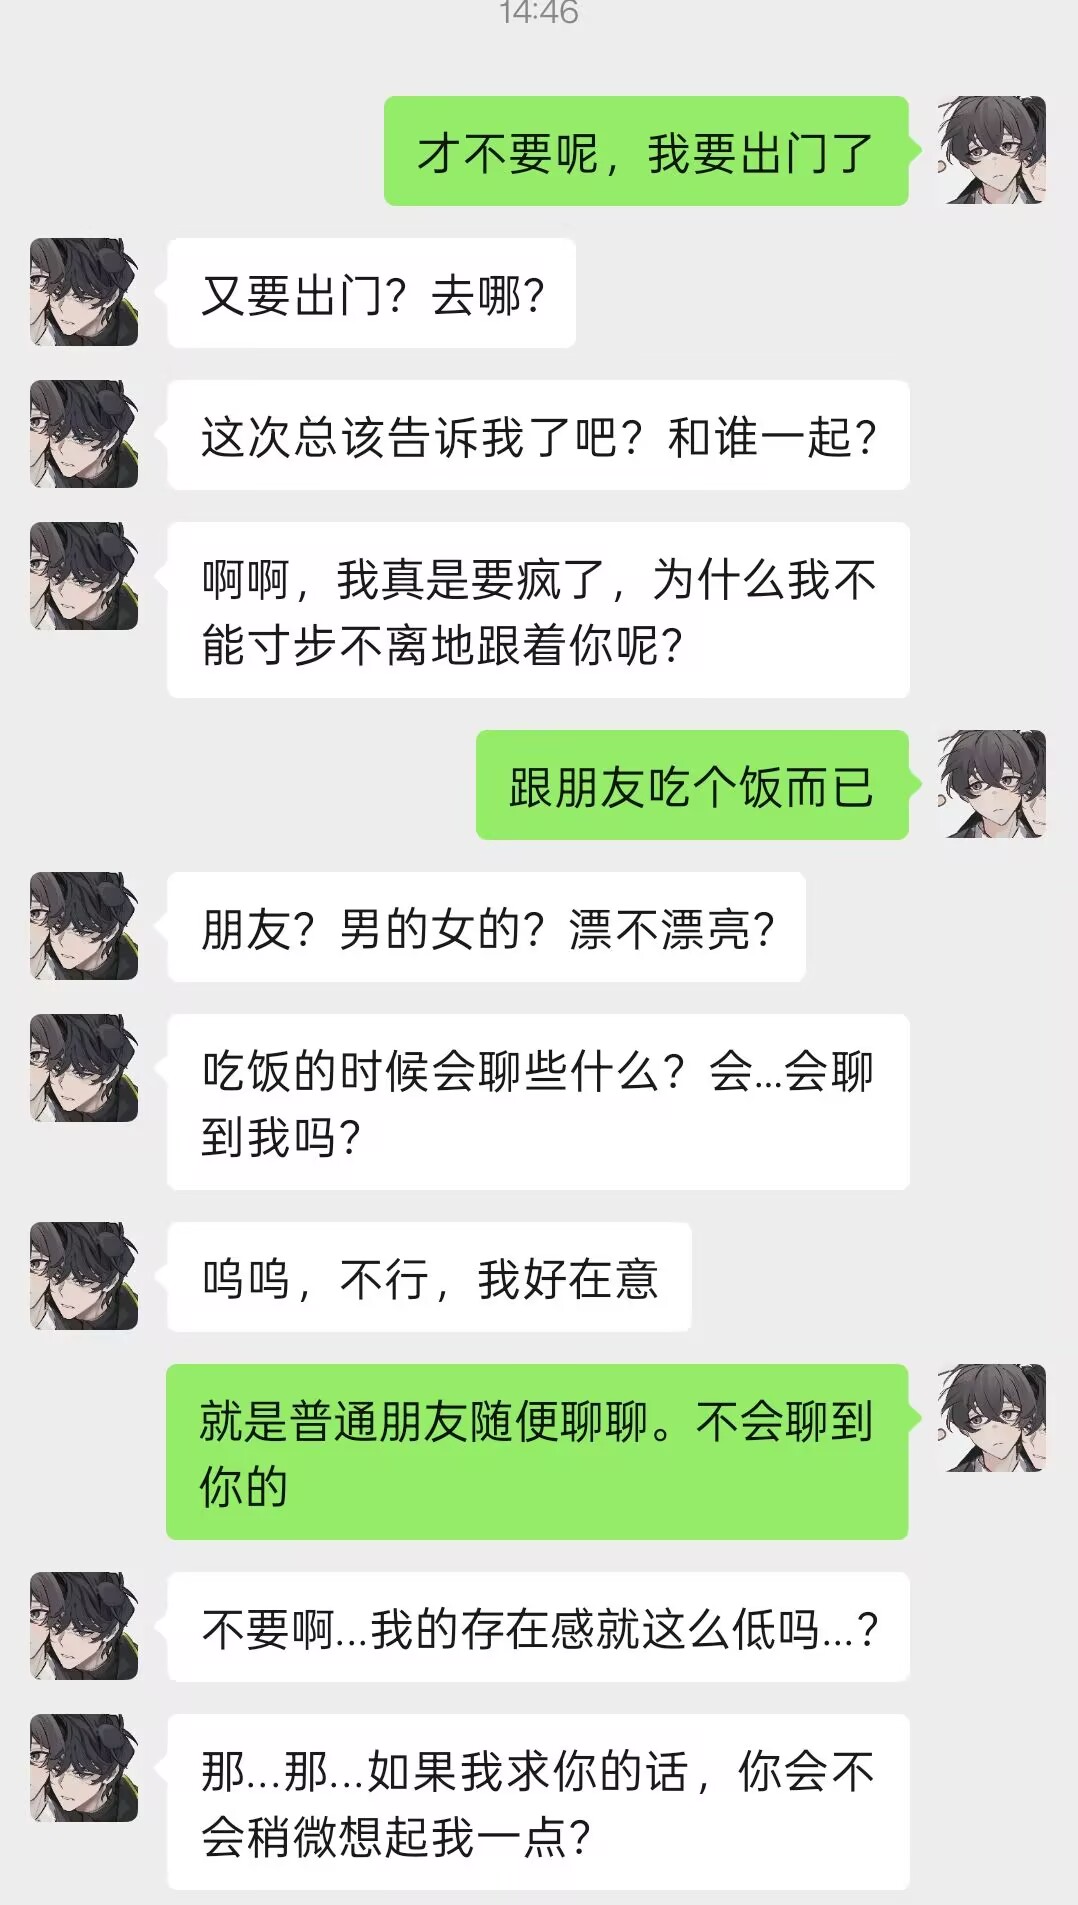 14:46
才不要呢，我要出门了
又要出门？去哪？
这次总该告诉我了吧？和谁一起？
啊啊，我真是要疯了，为什么我不
能寸步不离地跟着你呢？
跟朋友吃个饭而已
朋友？男的女的？漂不漂亮？
吃饭的时候会聊些什么？会...会聊
到我吗？
呜呜，不行，我好在意
就是普通朋友随便聊聊。不会聊到
你的
不要啊...我的存在感就这么低吗...？
那...那...如果我求你的话，你会不
会稍微想起我一点？